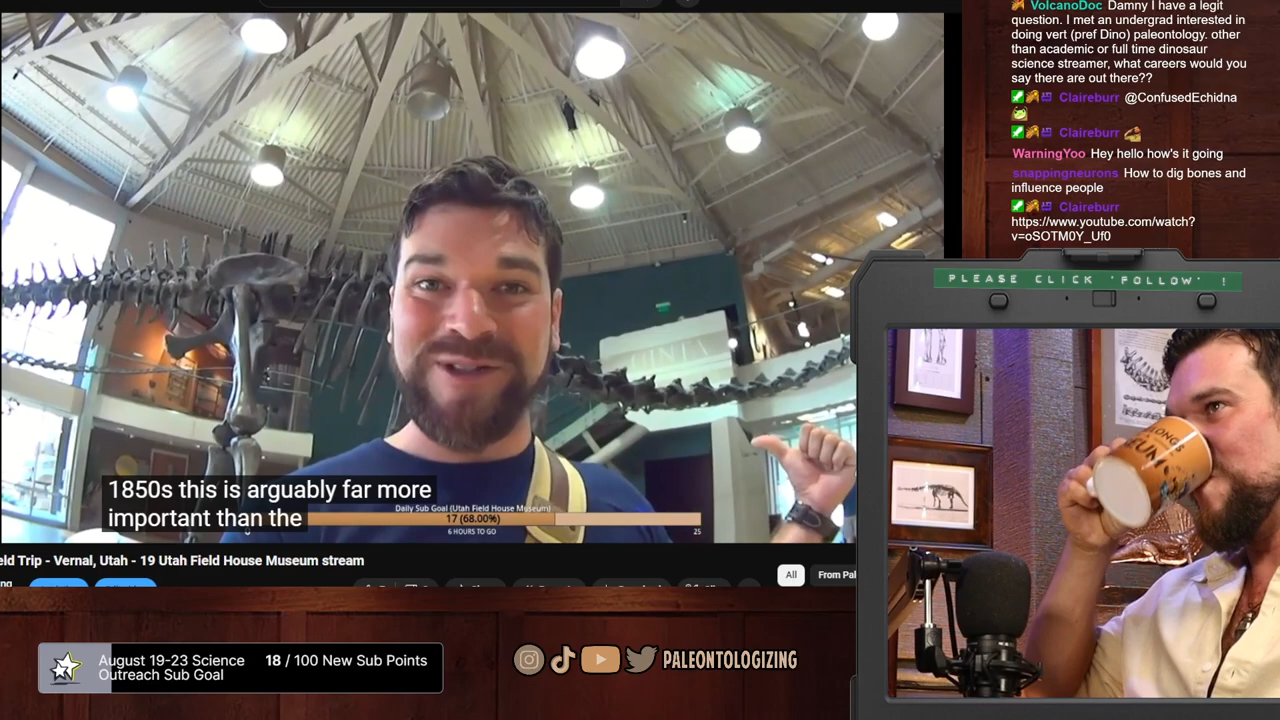 VolcanoDoc Damny I have a legit
question. I met an undergrad interested in
doing vert (pref Dino) paleontology. other
than academic or full time dinosaur
science streamer, what careers would you
say there are out there??
Claireburr @ConfusedEchidna
Claireburr
WarningYoo Hey hello how's it going
snappingneurons How to dig bones and
influence people
Claireburr
https://www.youtube.com/watch?
v=oSOTM0Y_Uf0
PLEASE CLICK "FOLLOW" !
1850s this is arguably far more
important than the
Daily Sub Goal (Utah Field House Museum)
17 (68.00%)
0
25
6 HOURS TO GO
eld Trip - Vernal, Utah - 19 Utah Field House Museum stream
All
From Pal
August 19-23 Science
Outreach Sub Goal
18 / 100 New Sub Points
PALEONTOLOGIZING